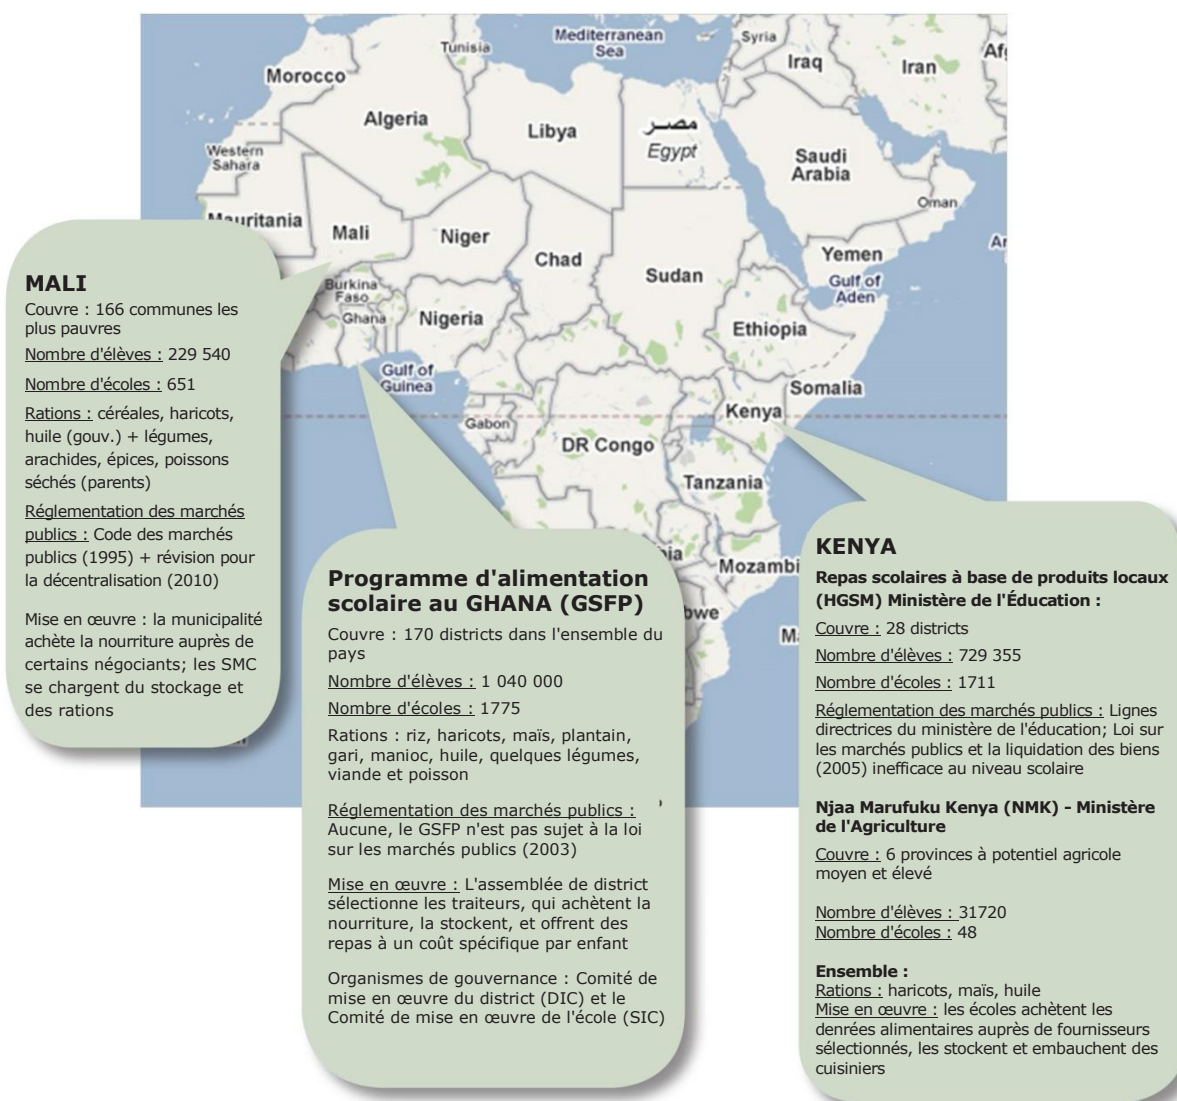 Mediterranean
Sea
Tunisia
Syria
Iraq
Iran
Morocco
Algeria
Libya
مصر
Egypt
Western
Sahara
Saudi
Arabia
Oman
Mauritania
Mali
Niger
Chad
Sudan
Yemen
Gulf of
Aden
Burkina
Faso
Ghana
Nigeria
Ethiopia
Gulf of
Guinea
Somalia
Gabon
Kenya
DR Congo
Tanzania
MALI
Couvre : 166 communes les
plus pauvres
Nombre d'élèves : 229 540
Nombre d'écoles : 651
Rations : céréales, haricots,
huile (gouv.) + légumes,
arachides, épices, poissons
séchés (parents)
Réglementation des marchés
publics : Code des marchés
publics (1995) + révision pour
la décentralisation (2010)
Mise en œuvre : la municipalité
achète la nourriture auprès de
certains négociants; les SMC
se chargent du stockage et
des rations
Programme d'alimentation
scolaire au GHANA (GSFP)
Couvre : 170 districts dans l'ensemble du
pays
Nombre d'élèves : 1 040 000
Nombre d'écoles : 1775
Rations : riz, haricots, maïs, plantain,
gari, manioc, huile, quelques légumes,
viande et poisson
Réglementation des marchés publics :
Aucune, le GSFP n'est pas sujet à la loi
sur les marchés publics (2003)
Mise en œuvre : L'assemblée de district
sélectionne les traiteurs, qui achètent la
nourriture, la stockent, et offrent des
repas à un coût spécifique par enfant
Organismes de gouvernance : Comité de
mise en œuvre du district (DIC) et le
Comité de mise en œuvre de l'école (SIC)
KENYA
Repas scolaires à base de produits locaux
(HGSM) Ministère de l'Éducation :
Couvre : 28 districts
Nombre d'élèves : 729 355
Nombre d'écoles : 1711
Réglementation des marchés publics : Lignes
directrices du ministère de l'éducation; Loi sur
les marchés publics et la liquidation des biens
(2005) inefficace au niveau scolaire
Njaa Marufuku Kenya (NMK) - Ministère
de l'Agriculture
Couvre : 6 provinces à potentiel agricole
moyen et élevé
Nombre d'élèves : 31720
Nombre d'écoles : 48
Ensemble :
Rations : haricots, maïs, huile
Mise en œuvre : les écoles achètent les
denrées alimentaires auprès de fournisseurs
sélectionnés, les stockent et embauchent des
cuisiniers